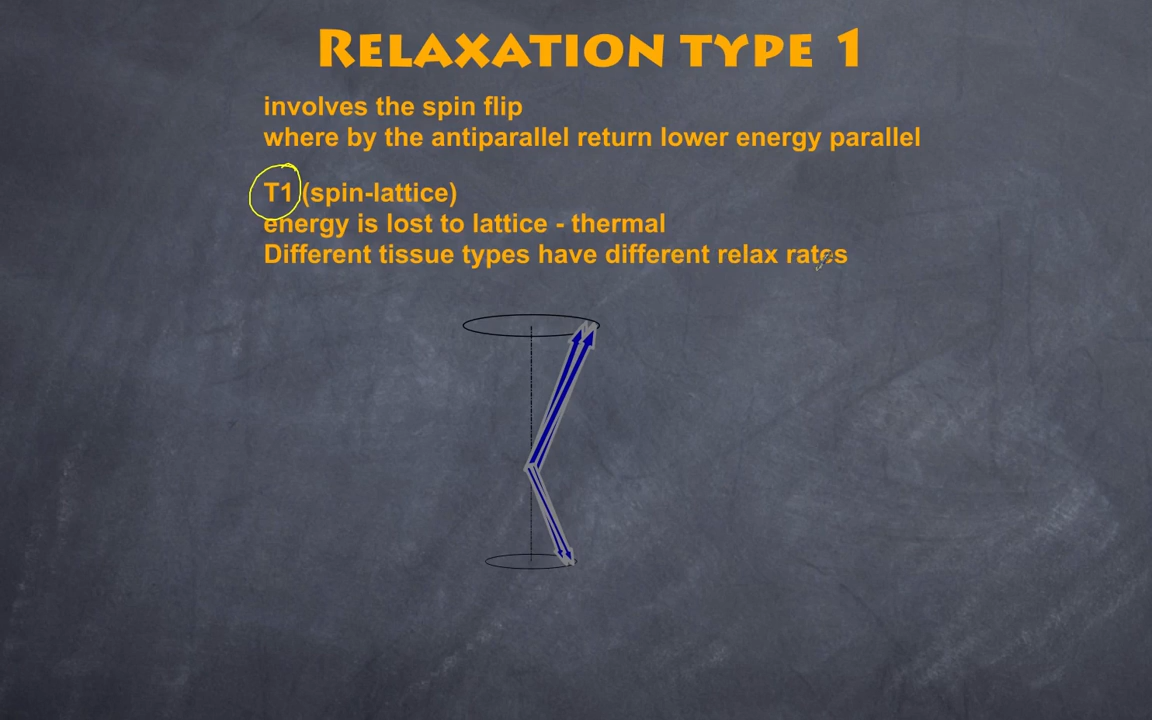 RELAXATION TYPE 1
involves the spin flip
where by the antiparallel return lower energy parallel
T1 (spin-lattice)
energy is lost to lattice - thermal
Different tissue types have different relax rates